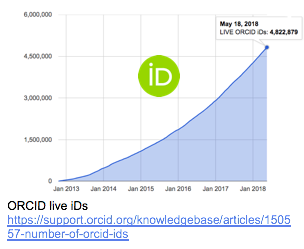 May 18, 2018
LIVE ORCID iDs: 4,822,879
6,000,000
4,500,000
3,000,000
1,500,000
0
iD
Jan 2013 Jan 2014 Jan 2015 Jan 2016 Jan 2017 Jan 2018
ORCID live iDs
https://support.orcid.org/knowledgebase/articles/1505
57-number-of-orcid-ids